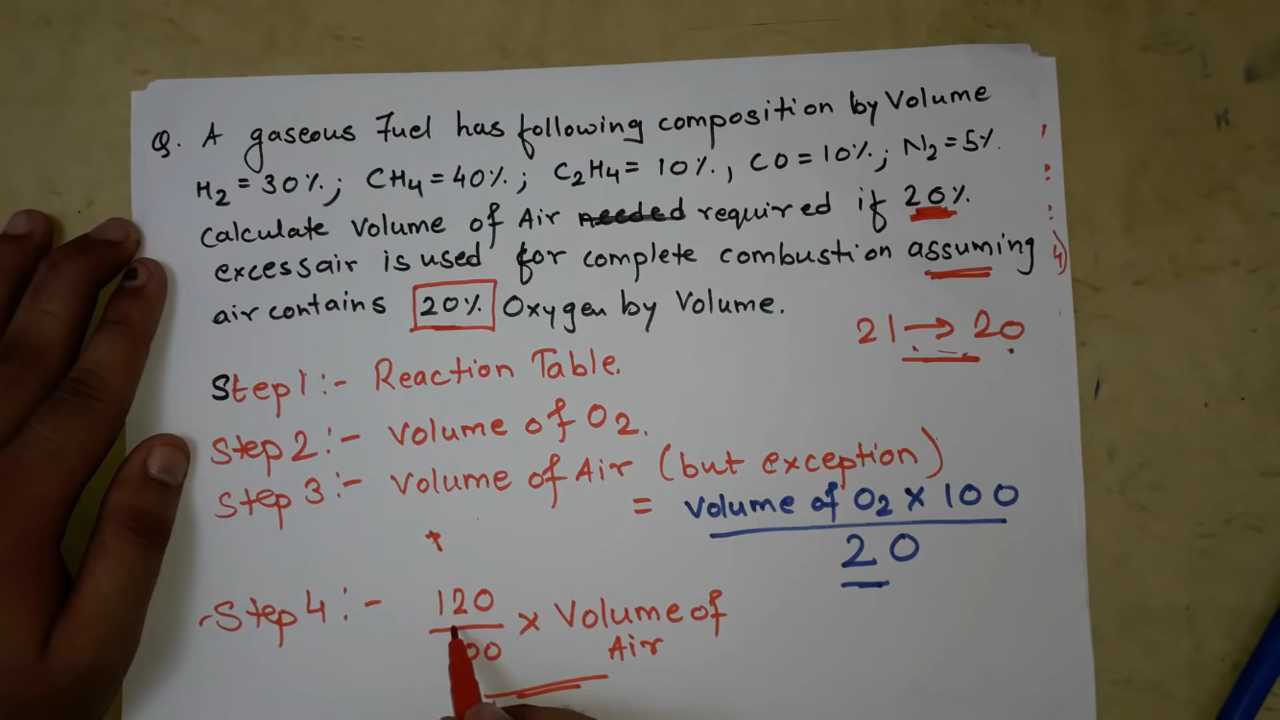 Q. A gaseous Fuel has following composition by Volume
H2 = 30%; CH4 = 40%; C2H4 = 10%, CO = 10%; N2 = 5%.
calculate volume of Air needed required if 20%
excess air is used for complete combustion assuming
air contains 20% Oxygen by Volume.
21 → 20
Step 1:- Reaction Table.
Step 2:- Volume of O2.
Step 3:- Volume of Air (but exception)
= Volume of O2 × 100
20
Step 4:- 120 × Volume of
Air